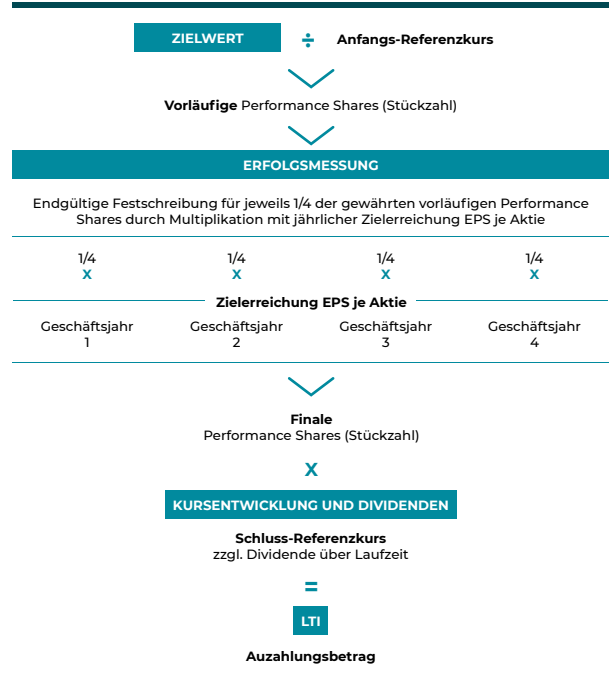 ZIELWERT ÷ Anfangs-Referenzkurs
Vorläufige Performance Shares (Stückzahl)
ERFOLGSMESSUNG
Endgültige Festschreibung für jeweils 1/4 der gewährten vorläufigen Performance
Shares durch Multiplikation mit jährlicher Zielerreichung EPS je Aktie
1/4 1/4 1/4 1/4
X X X X
Zielerreichung EPS je Aktie
Geschäftsjahr Geschäftsjahr Geschäftsjahr Geschäftsjahr
1 2 3 4
Finale
Performance Shares (Stückzahl)
X
KURSENTWICKLUNG UND DIVIDENDEN
Schluss-Referenzkurs
zzgl. Dividende über Laufzeit
=
LTI
Auzahlungsbetrag